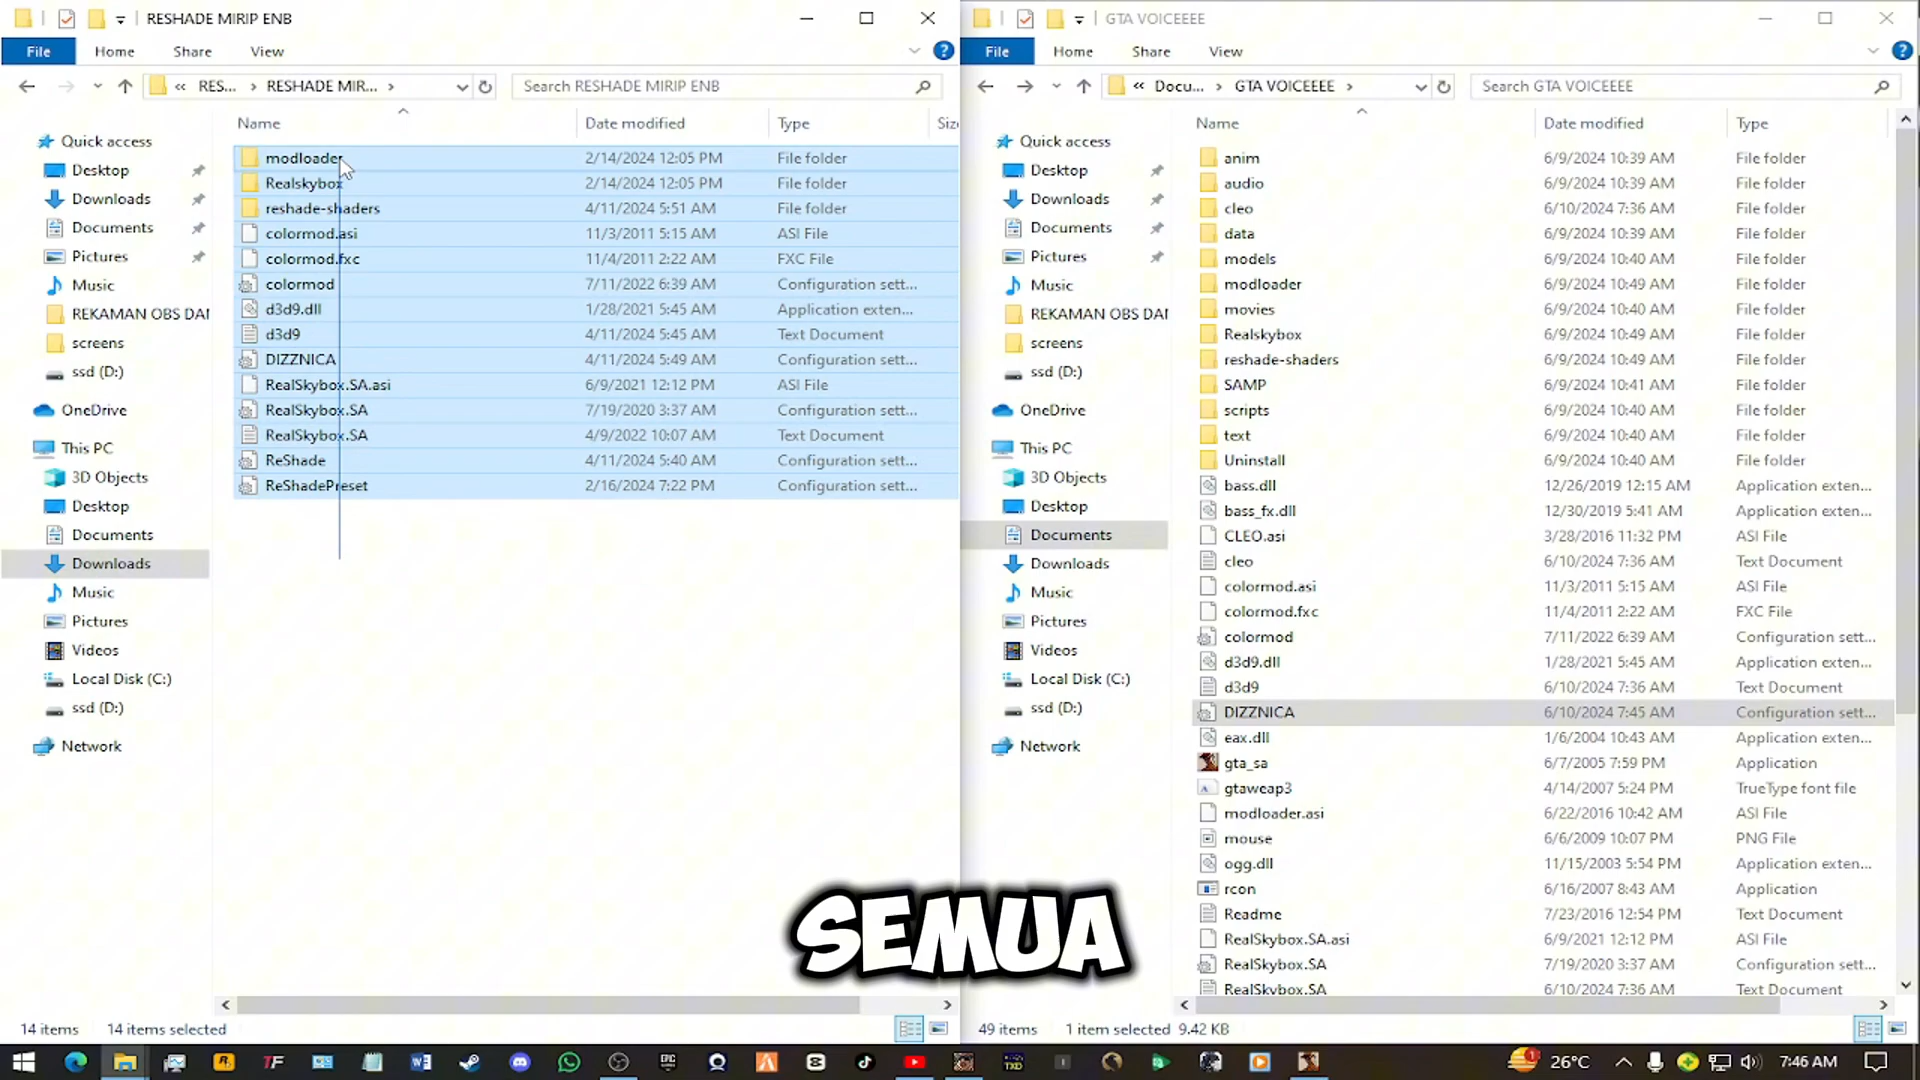 RESHADE MIRIP ENB
File Home Share View
RES... RESHADE MIR... Search RESHADE MIRIP ENB
Name Date modified Type Siz
Quick access
Desktop
Downloads
Documents
Pictures
Music
REKAMAN OBS DAN
screens
ssd (D:)
OneDrive
This PC
3D Objects
Desktop
Documents
Downloads
Music
Pictures
Videos
Local Disk (C:)
ssd (D:)
Network
modloader 2/14/2024 12:05 PM File folder
Realskybox 2/14/2024 12:05 PM File folder
reshade-shaders 4/11/2024 5:51 AM File folder
colormod.asi 11/3/2011 5:15 AM ASI File
colormod.fxc 11/4/2011 2:22 AM FXC File
colormod 7/11/2022 6:39 AM Configuration sett...
d3d9.dll 1/28/2021 5:45 AM Application exten...
d3d9 4/11/2024 5:45 AM Text Document
DIZZNICA 4/11/2024 5:49 AM Configuration sett...
RealSkybox.SA.asi 6/9/2021 12:12 PM ASI File
RealSkybox.SA 7/19/2020 3:37 AM Configuration sett...
RealSkybox.SA 4/9/2022 10:07 AM Text Document
ReShade 4/11/2024 5:40 AM Configuration sett...
ReShadePreset 2/16/2024 7:22 PM Configuration sett...
14 items 14 items selected
GTA VOICEEEE
File Home Share View
Docu... GTA VOICEEEE Search GTA VOICEEEE
Name Date modified Type
Quick access
Desktop
Downloads
Documents
Pictures
Music
REKAMAN OBS DAN
screens
ssd (D:)
OneDrive
This PC
3D Objects
Desktop
Documents
Downloads
Music
Pictures
Videos
Local Disk (C:)
ssd (D:)
Network
anim 6/9/2024 10:39 AM File folder
audio 6/9/2024 10:39 AM File folder
cleo 6/10/2024 7:36 AM File folder
data 6/9/2024 10:39 AM File folder
models 6/9/2024 10:40 AM File folder
modloader 6/9/2024 10:40 AM File folder
movies 6/9/2024 10:40 AM File folder
Realskybox 6/9/2024 10:49 AM File folder
reshade-shaders 6/9/2024 10:49 AM File folder
SAMP 6/9/2024 10:41 AM File folder
scripts 6/9/2024 10:40 AM File folder
text 6/9/2024 10:40 AM File folder
Uninstall 6/9/2024 10:40 AM File folder
bass.dll 12/26/2019 12:15 AM Application exten...
bass_fx.dll 12/30/2019 5:41 AM Application exten...
CLEO.asi 3/28/2016 11:32 PM ASI File
cleo 6/10/2024 7:36 AM Text Document
colormod.asi 11/3/2011 5:15 AM ASI File
colormod.fxc 11/4/2011 2:22 AM FXC File
colormod 7/11/2022 6:39 AM Configuration sett...
d3d9.dll 1/28/2021 5:45 AM Application exten...
d3d9 6/10/2024 7:36 AM Text Document
DIZZNICA 6/10/2024 7:45 AM Configuration sett...
eax.dll 1/6/2004 10:43 AM Application exten...
gta_sa 6/7/2005 7:59 PM Application
gtaweap3 4/14/2007 5:24 PM TrueType font file
modloader.asi 6/22/2016 10:42 AM ASI File
mouse 6/6/2009 10:07 PM PNG File
ogg.dll 11/15/2003 5:54 PM Application exten...
rcon 6/16/2007 8:43 AM Application
Readme 7/23/2016 12:54 PM Text Document
RealSkybox.SA.asi 6/9/2021 12:12 PM ASI File
RealSkybox.SA 7/19/2020 3:37 AM Configuration sett...
RealSkybox.SA 6/10/2024 7:36 AM Text Document
49 items 1 item selected 9.42 KB
SEMUA
26°C 7:46 AM